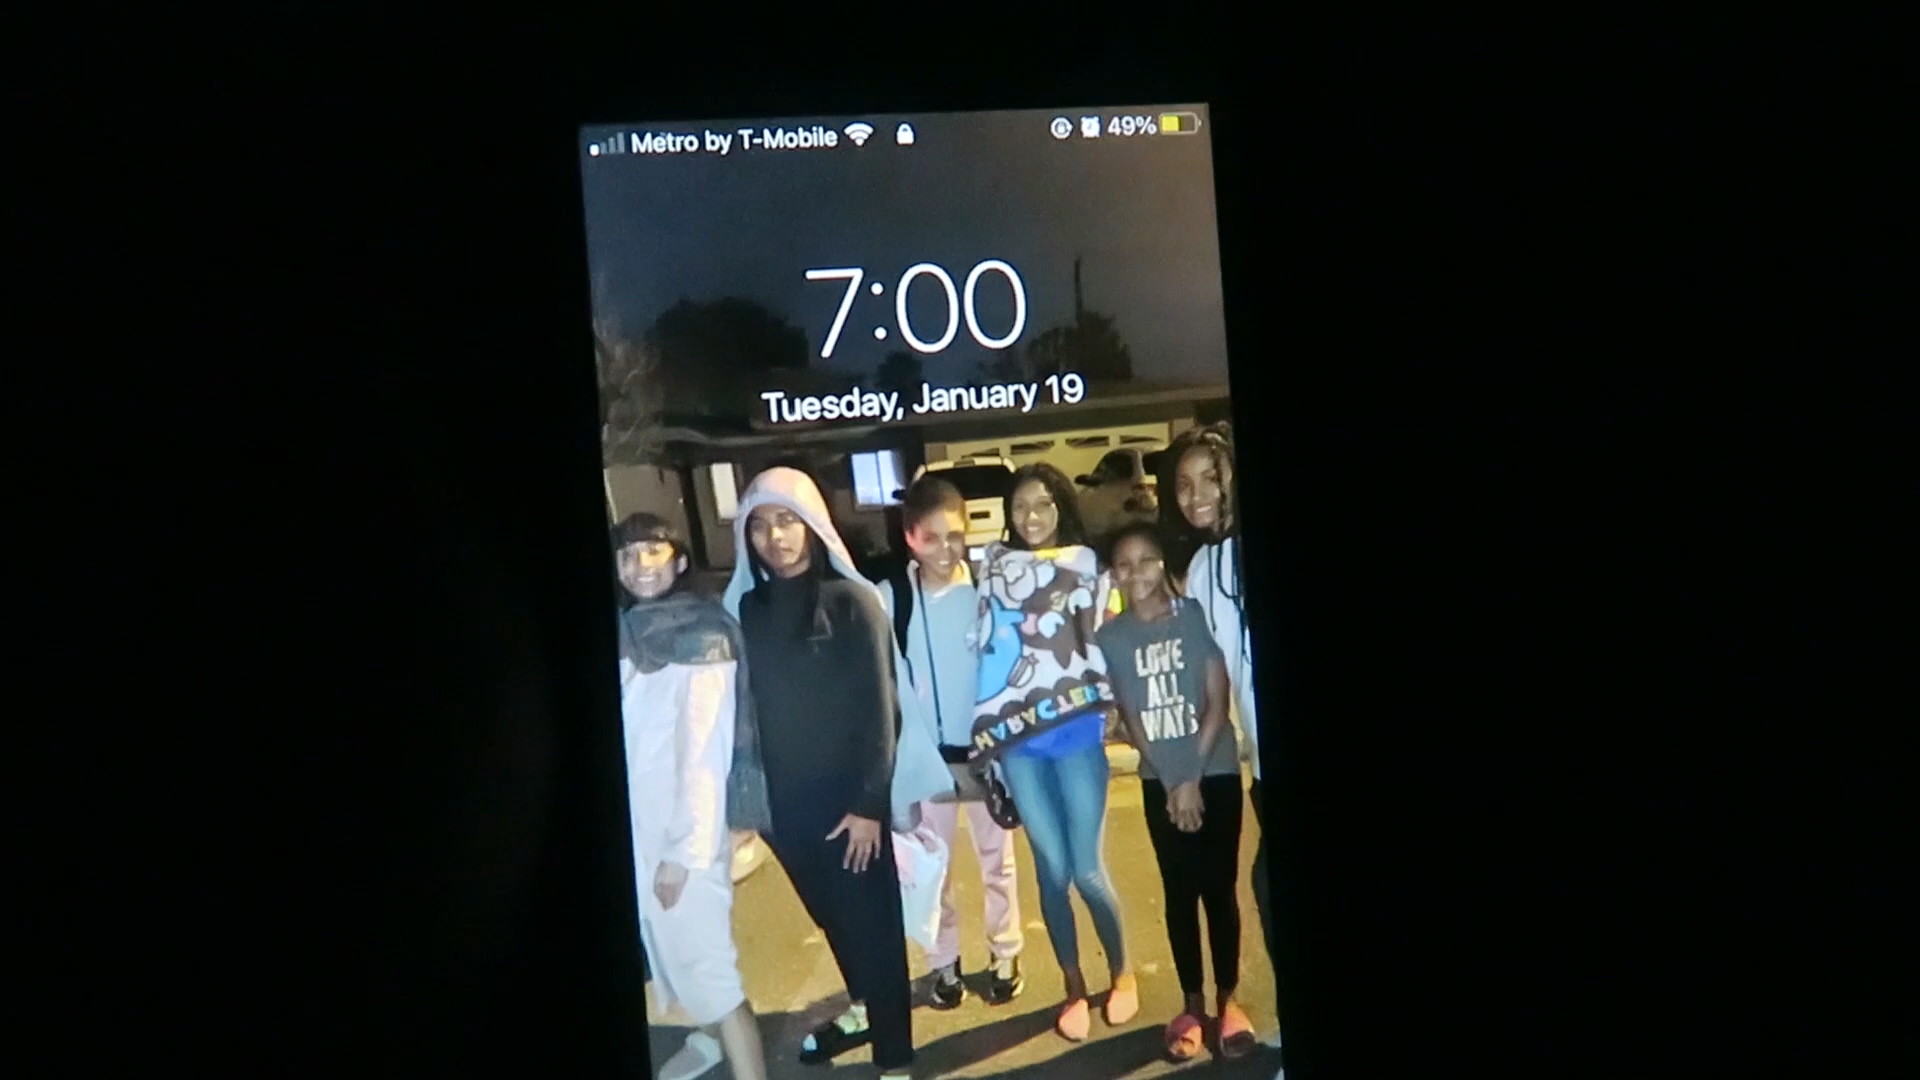 Metro by T-Mobile 49%
7:00
Tuesday, January 19
LOVE
ALL
WAYS